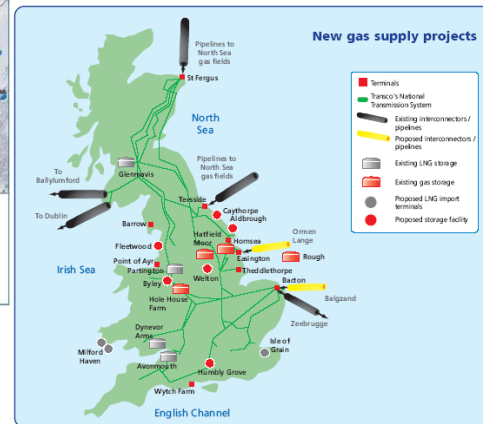 New gas supply projects
Pipelines to
North Sea
gas fields
St Fergus
Terminals
Transco's National
Transmission System
Existing interconnectors /
pipelines
Proposed interconnectors /
pipelines
Existing LNG storage
Existing gas storage
Proposed LNG import
terminals
Proposed storage facility
North
Sea
Glenmavis
Pipelines to
North Sea
gas fields
To
Ballylumford
To Dublin
Teesside
Caythorpe
Aldbrough
Barrow
Hatfield
Moor
Hornsea
Ormen
Lange
Fleetwood
Easington
Rough
Point of Ayr
Partington
Theddlethorpe
Irish Sea
Welton
Byley
Bacton
Hole House
Farm
Balgzand
Zeebrugge
Dynevor
Arms
Isle of
Grain
Milford
Haven
Avonmouth
Humbly Grove
Wytch Farm
English Channel